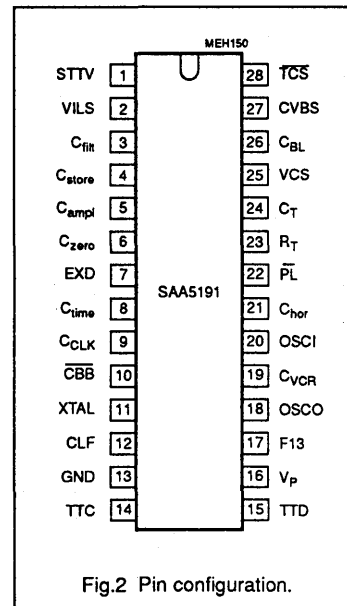 MEH150
STTV 1 28 T̅C̅S̅
VILS 2 27 CVBS
Cfilt 3 26 CBL
Cstore 4 25 VCS
Campl 5 24 CT
Czero 6 23 RT
EXD 7 22 P̅L̅
SAA5191
Ctime 8 21 Chor
CCLK 9 20 OSCI
C̅B̅B̅ 10 19 CVCR
XTAL 11 18 OSCO
CLF 12 17 F13
GND 13 16 VP
TTC 14 15 TTD
Fig.2 Pin configuration.